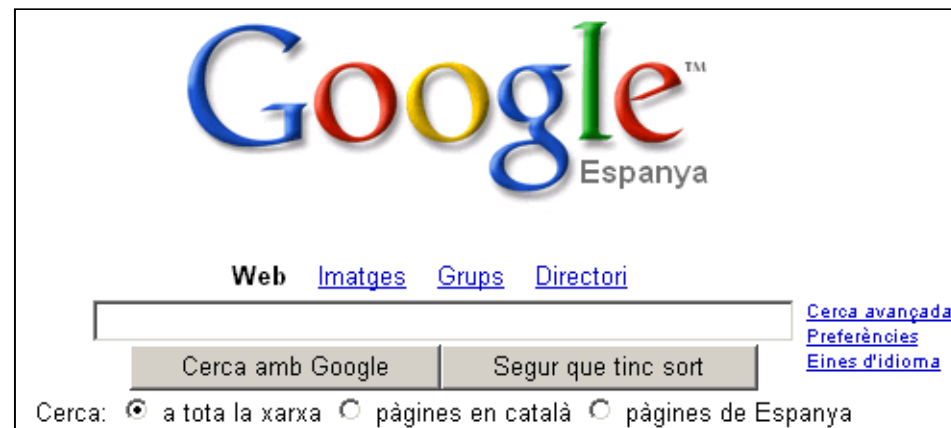 Google™
Espanya
Web Imatges Grups Directori
Cerca avançada
Preferències
Eines d'idioma
Cerca amb Google Segur que tinc sort
Cerca: a tota la xarxa pàgines en català pàgines de Espanya